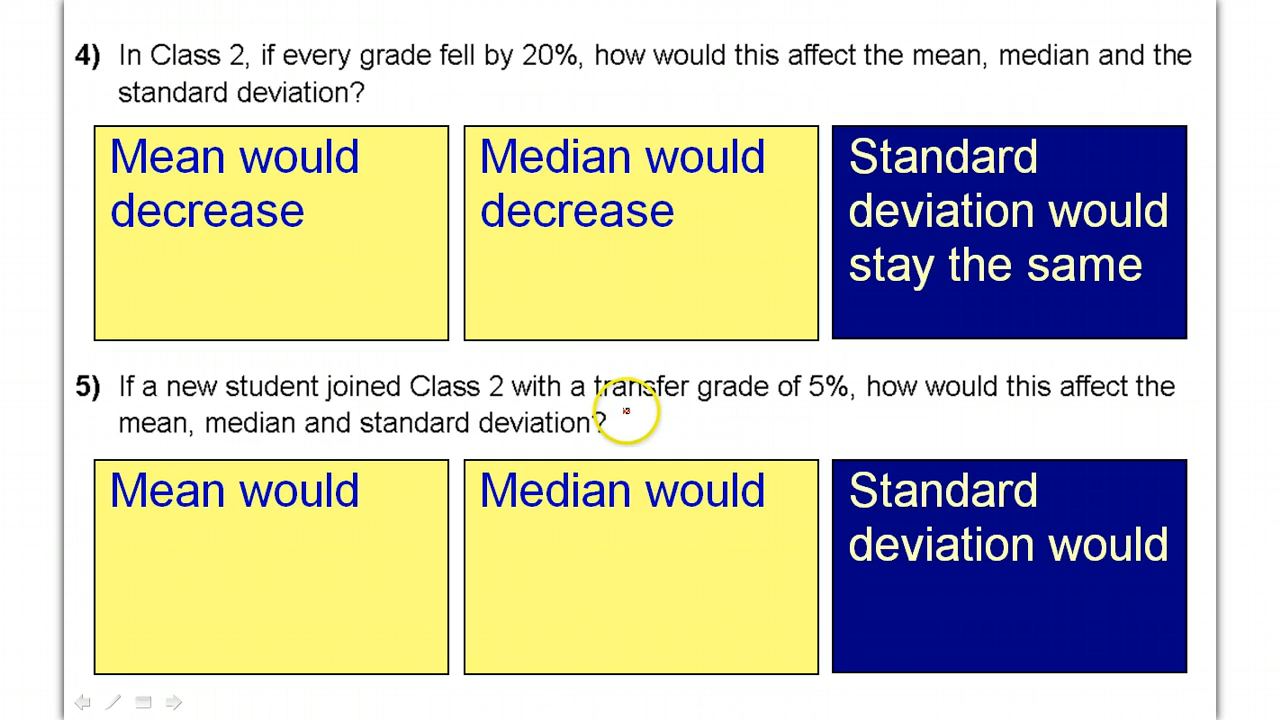 4) In Class 2, if every grade fell by 20%, how would this affect the mean, median and the
standard deviation?
Mean would
decrease
Median would
decrease
Standard
deviation would
stay the same
5) If a new student joined Class 2 with a transfer grade of 5%, how would this affect the
mean, median and standard deviation?
Mean would
Median would
Standard
deviation would